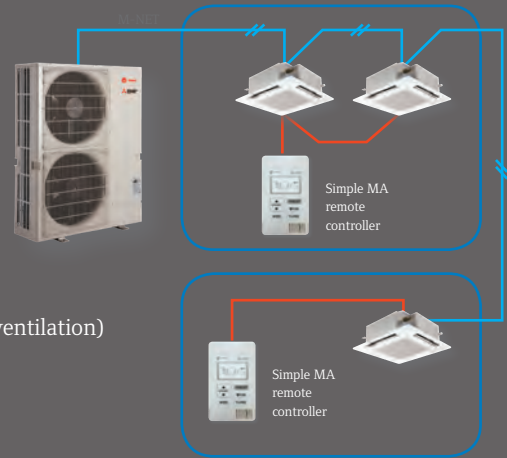 M-NET
Simple MA
remote
controller
ventilation)
Simple MA
remote
controller